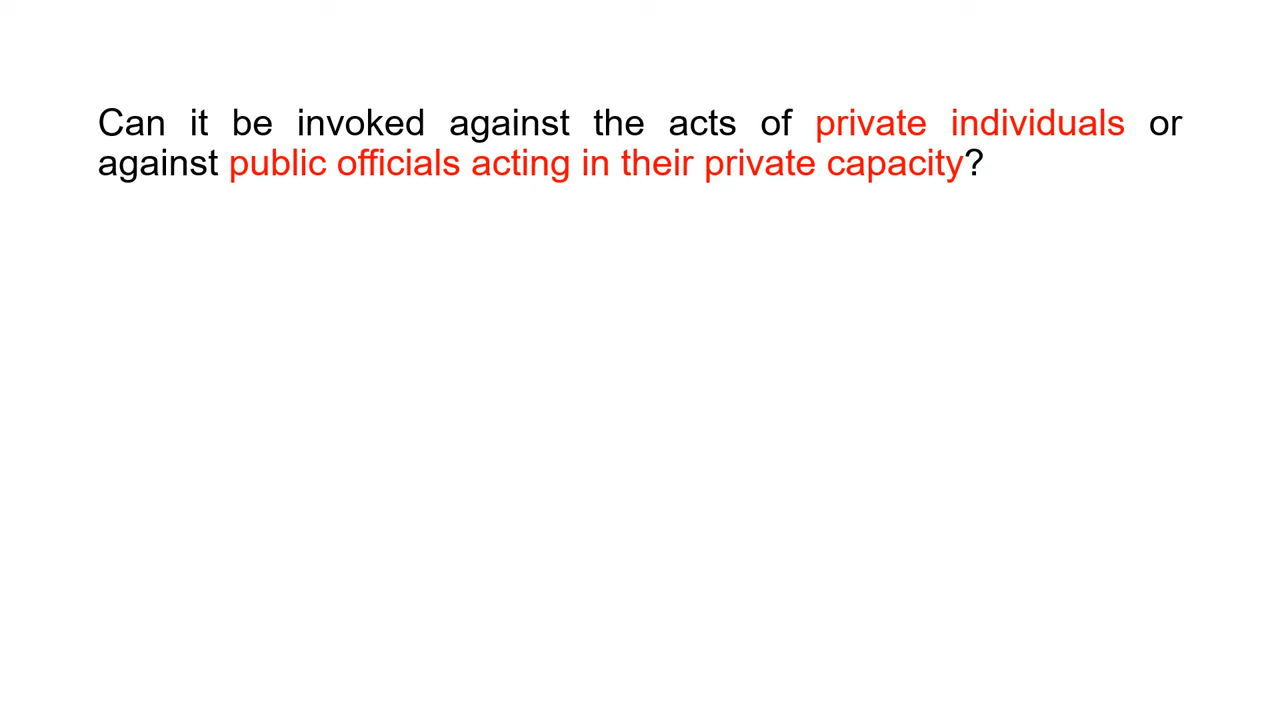 Can it be invoked against the acts of private individuals or
against public officials acting in their private capacity?